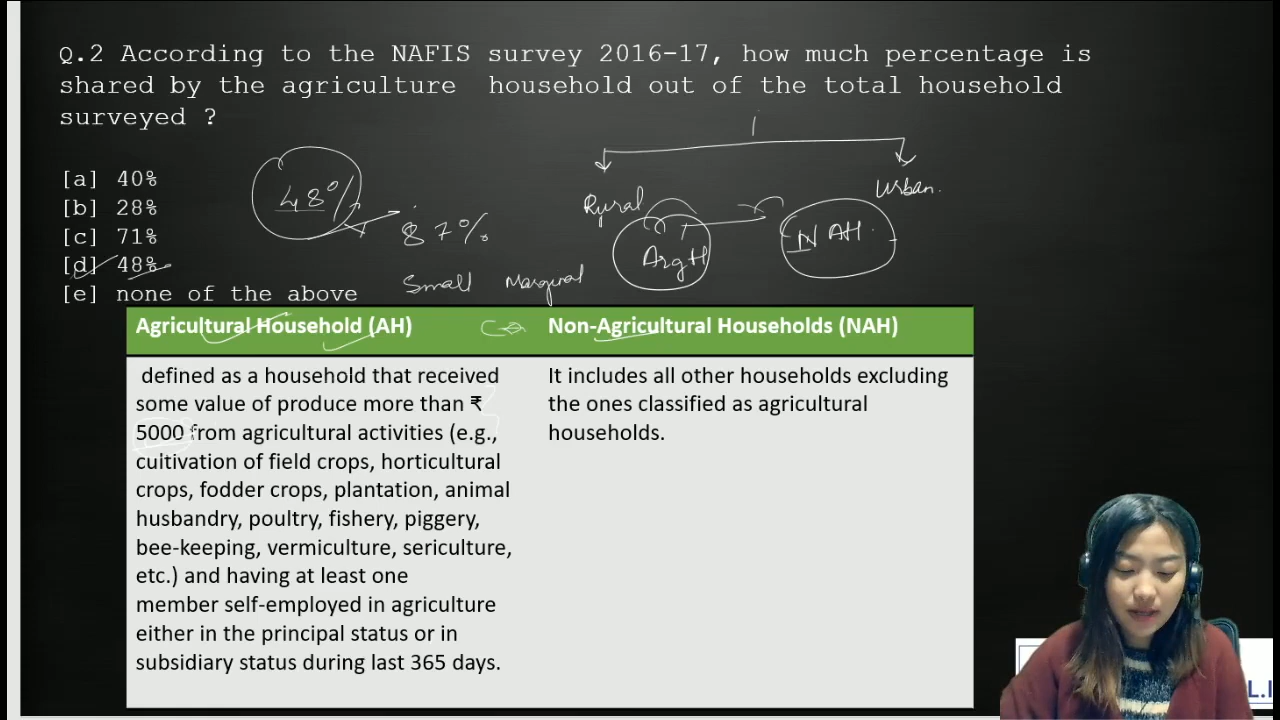 Q.2 According to the NAFIS survey 2016-17, how much percentage is
shared by the agriculture household out of the total household
surveyed ?
[a] 40%
[b] 28%
[c] 71%
[d] 48%
[e] none of the above
48%
87%
Small Marginal
Rural
Urban.
ArgH
NAH.
Agricultural Household (AH)
Non-Agricultural Households (NAH)
defined as a household that received
some value of produce more than ₹
5000 from agricultural activities (e.g.,
cuitivation of field crops, horticultural
crops, fodder crops, plantation, animal
husbandry, poultry, fishery, piggery,
bee-keeping, vermiculture, sericulture,
etc.) and having at least one
member self-employed in agriculture
either in the principal status or in
subsidiary status during last 365 days.
It includes all other households excluding
the ones classified as agricultural
households.
L.I